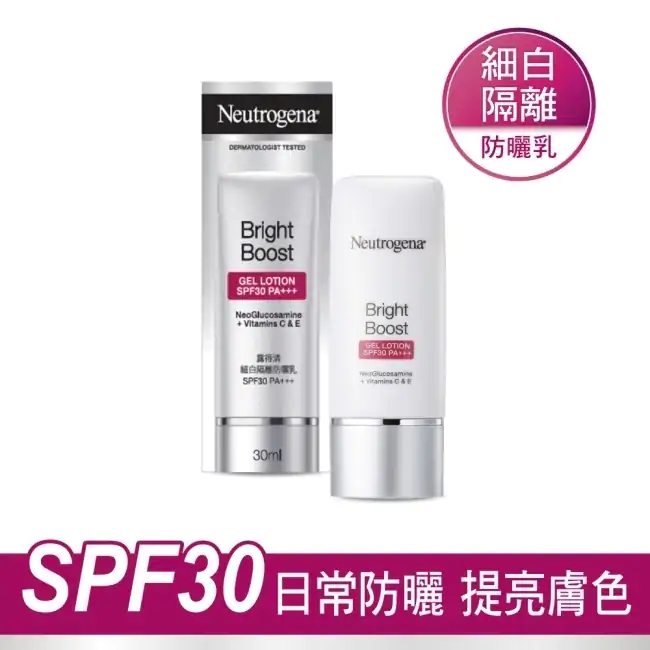 細白
隔離
防曬乳
Neutrogena®
DERMATOLOGIST TESTED
Bright
Boost
GEL LOTION
SPF30 PA+++
NeoGlucosamine
+ Vitamins C & E
露得清
細白隔離防曬乳
SPF30 PA+++
30ml
Neutrogena®
Bright
Boost
GEL LOTION
SPF30 PA+++
NeoGlucosamine
+ Vitamins C & E
SPF30 日常防曬 提亮膚色